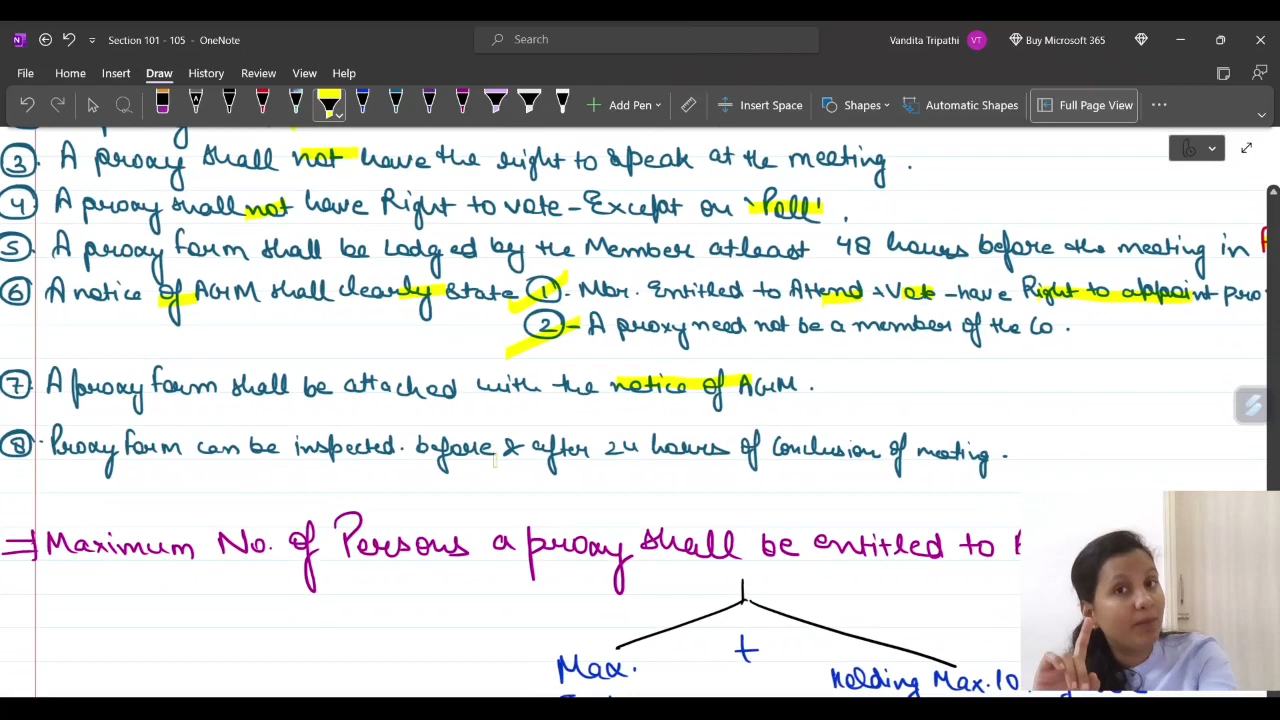 Section 101 - 105 - OneNote
Search
Vandita Tripathi
VT
Buy Microsoft 365
File Home Insert Draw History Review View Help
Add Pen
Insert Space
Shapes
Automatic Shapes
Full Page View
3. A proxy shall not have the right to speak at the meeting.
4. A proxy shall not have Right to vote - Except on 'Poll'.
5. A proxy form shall be Lodged by the Member atleast 48 hours before the meeting in
6. A notice of AGM shall clearly state 1. Mbr. Entitled to Attend & Vote - have Right to appoint pro
2 - A proxy need not be a member of the Co.
7. A proxy form shall be attached with the notice of AGM.
8. Proxy form can be inspected. before & after 24 hours of conclusion of meeting.
⇒ Maximum No. of Persons a proxy shall be entitled to
Max. + Holding Max. 10